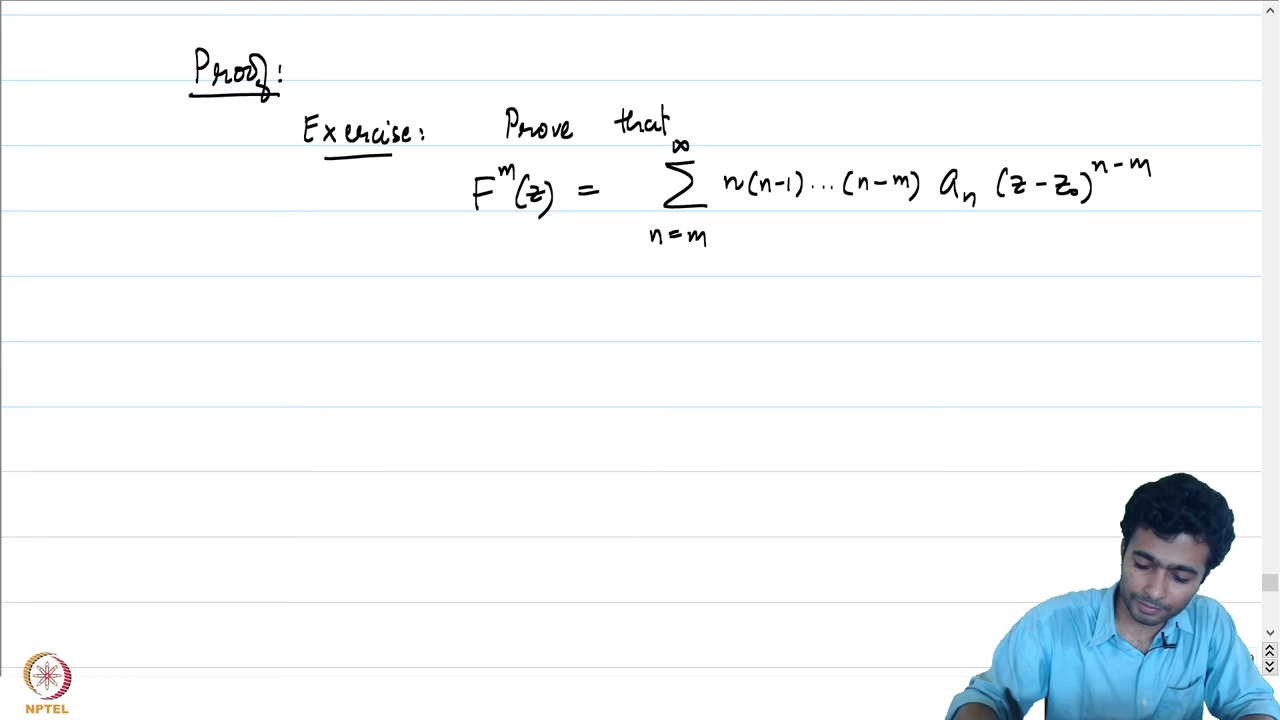 Proof:
Exercise: Prove that
F^m(z) = ∑_{n=m}^{∞} n(n-1)...(n-m) a_n (z-z_0)^{n-m}
NPTEL